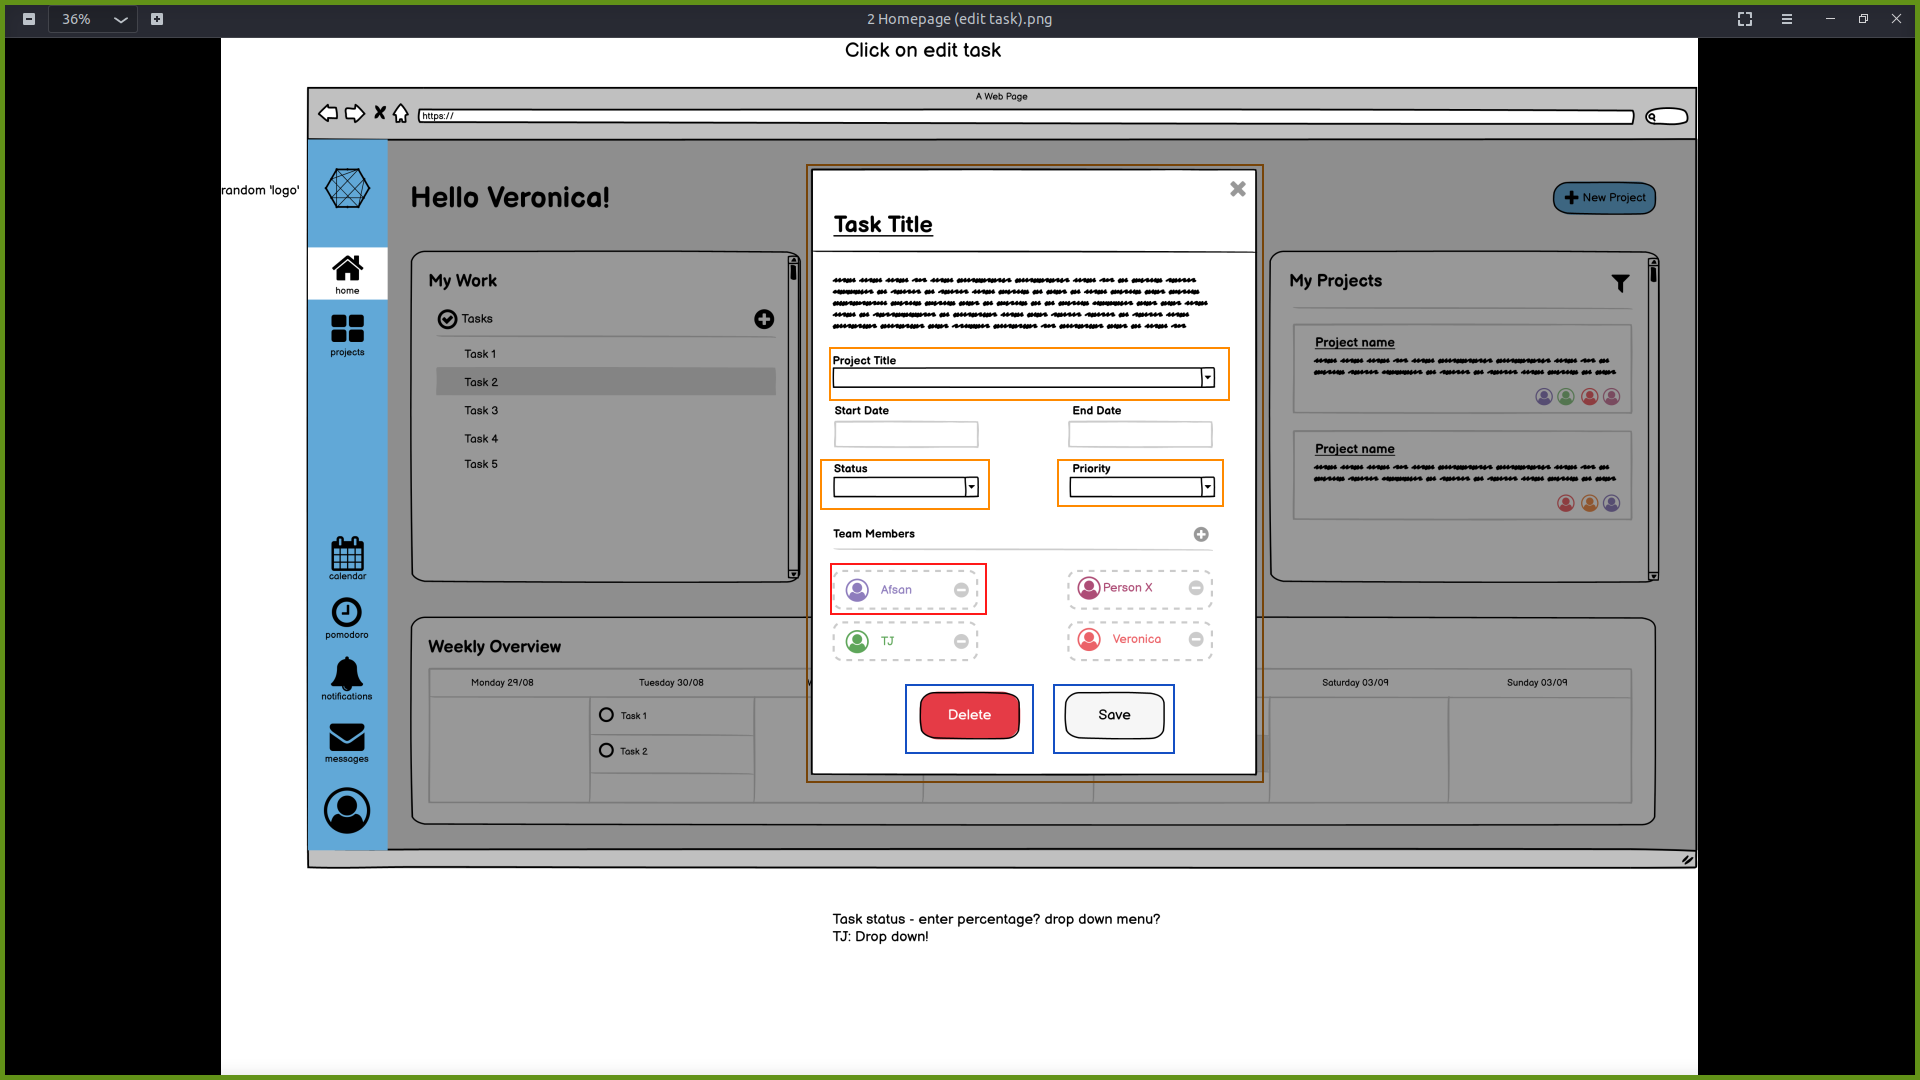 36%
2 Homepage (edit task).png
Click on edit task
A Web Page
https://
random 'logo'
Hello Veronica!
New Project
home
projects
calendar
pomodoro
notifications
messages
My Work
Tasks
Task 1
Task 2
Task 3
Task 4
Task 5
Task Title
Project Title
Start Date
End Date
Status
Priority
Team Members
Afsan
Person X
TJ
Veronica
Delete
Save
My Projects
Project name
Project name
Weekly Overview
Monday 29/08
Tuesday 30/08
Saturday 03/09
Sunday 03/09
Task 1
Task 2
Task status - enter percentage? drop down menu?
TJ: Drop down!